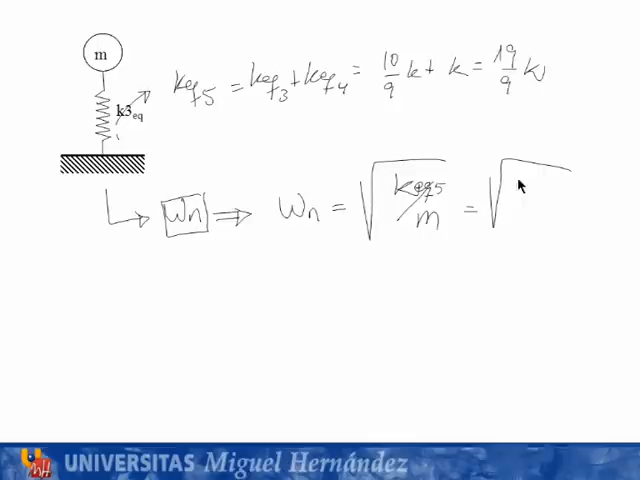 m
k3eq
keq5 = keq3 + keq4 = 10/9 k + k = 19/9 k
wn ⇒ wn = √(keq5/m) = √
UNIVERSITAS Miguel Hernández